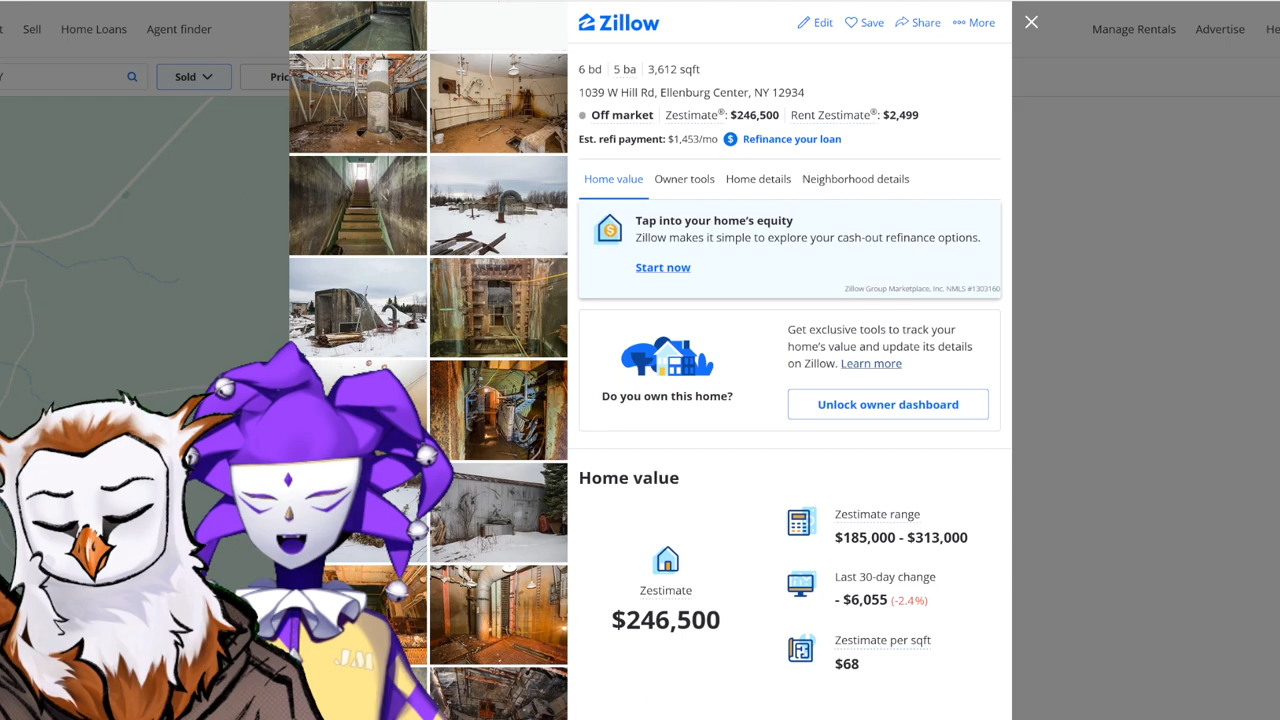 t
Sell
Home Loans
Agent finder
Manage Rentals
Advertise
He
Y
Sold
Pric
Zillow
Edit
Save
Share
More
6 bd
5 ba
3,612 sqft
1039 W Hill Rd, Ellenburg Center, NY 12934
Off market
Zestimate®: $246,500
Rent Zestimate®: $2,499
Est. refi payment: $1,453/mo
$ Refinance your loan
Home value
Owner tools
Home details
Neighborhood details
Tap into your home's equity
Zillow makes it simple to explore your cash-out refinance options.
Start now
Zillow Group Marketplace, Inc. NMLS #1303160
Do you own this home?
Get exclusive tools to track your
home's value and update its details
on Zillow. Learn more
Unlock owner dashboard
Home value
Zestimate
$246,500
Zestimate range
$185,000 - $313,000
Last 30-day change
- $6,055 (-2.4%)
Zestimate per sqft
$68